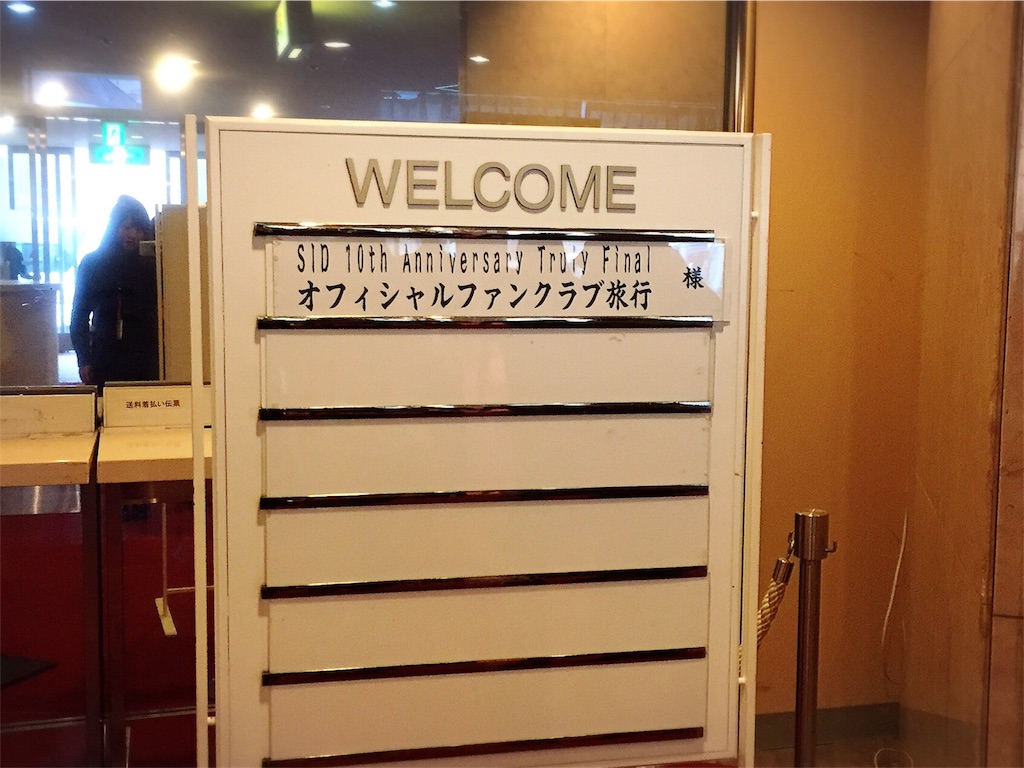 WELCOME
SID 10th Anniversary Truly Final
オフィシャルファンクラブ旅行
様
送料着払い伝票